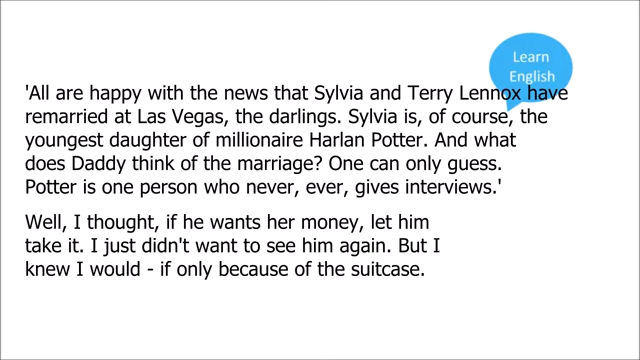 Learn
English
'All are happy with the news that Sylvia and Terry Lennox have
remarried at Las Vegas, the darlings. Sylvia is, of course, the
youngest daughter of millionaire Harlan Potter. And what
does Daddy think of the marriage? One can only guess.
Potter is one person who never, ever, gives interviews.'
Well, I thought, if he wants her money, let him
take it. I just didn't want to see him again. But I
knew I would - if only because of the suitcase.